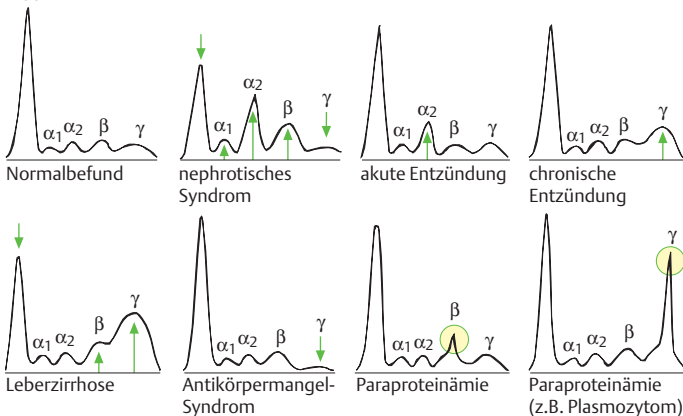 α1 α2 β γ
Normalbefund
α1 α2 β γ
nephrotisches
Syndrom
α1 α2 β γ
akute Entzündung
α1 α2 β γ
chronische
Entzündung
α1 α2 β γ
Leberzirrhose
α1 α2 β γ
Antikörpermangel-
Syndrom
α1 α2 β γ
Paraproteinämie
α1 α2 β γ
Paraproteinämie
(z.B. Plasmozytom)